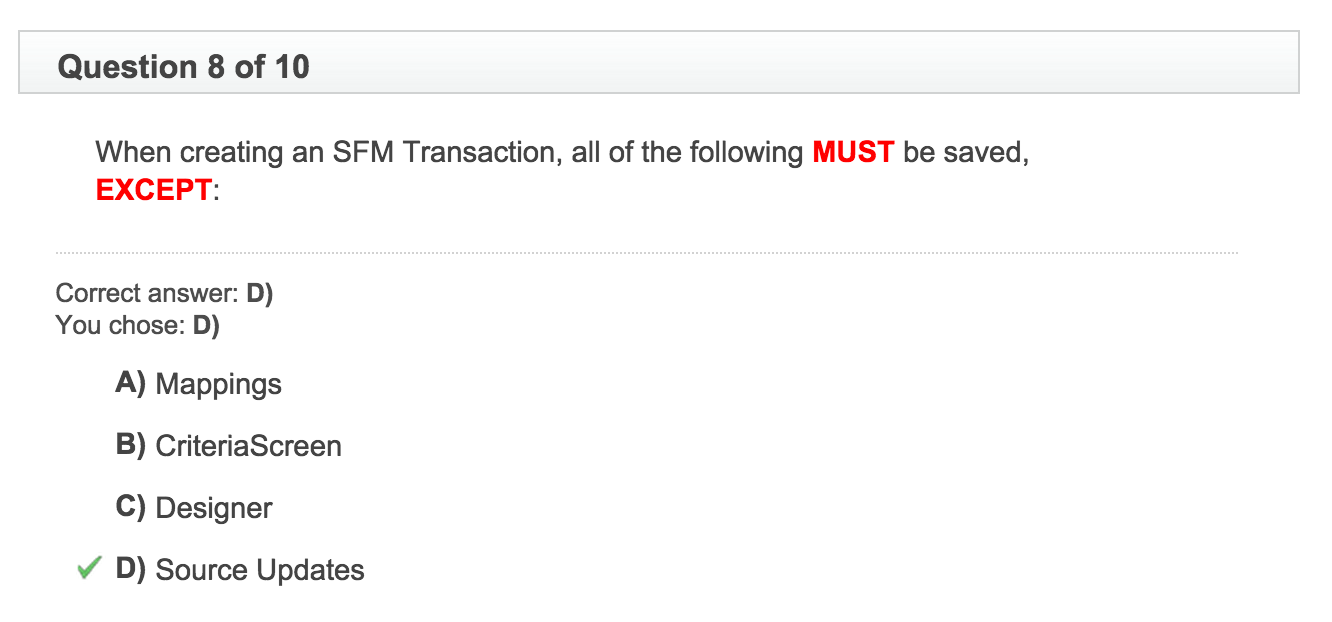 Question 8 of 10
When creating an SFM Transaction, all of the following MUST be saved,
EXCEPT:
Correct answer: D)
You chose: D)
A) Mappings
B) CriteriaScreen
C) Designer
D) Source Updates